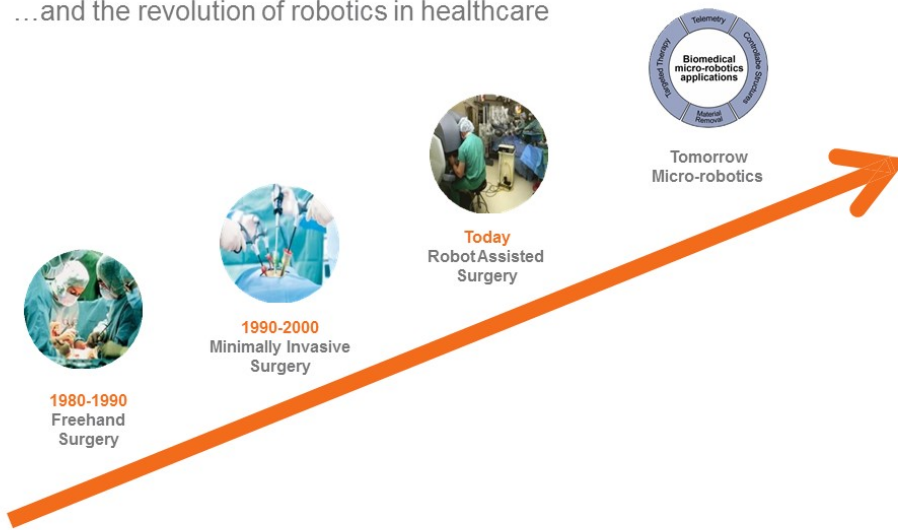 …and the revolution of robotics in healthcare
Telemetry
Targeted Therapy
Controllabe Structures
Biomedical
micro-robotics
applications
Material
Removal
Tomorrow
Micro-robotics
Today
Robot Assisted
Surgery
1990-2000
Minimally Invasive
Surgery
1980-1990
Freehand
Surgery